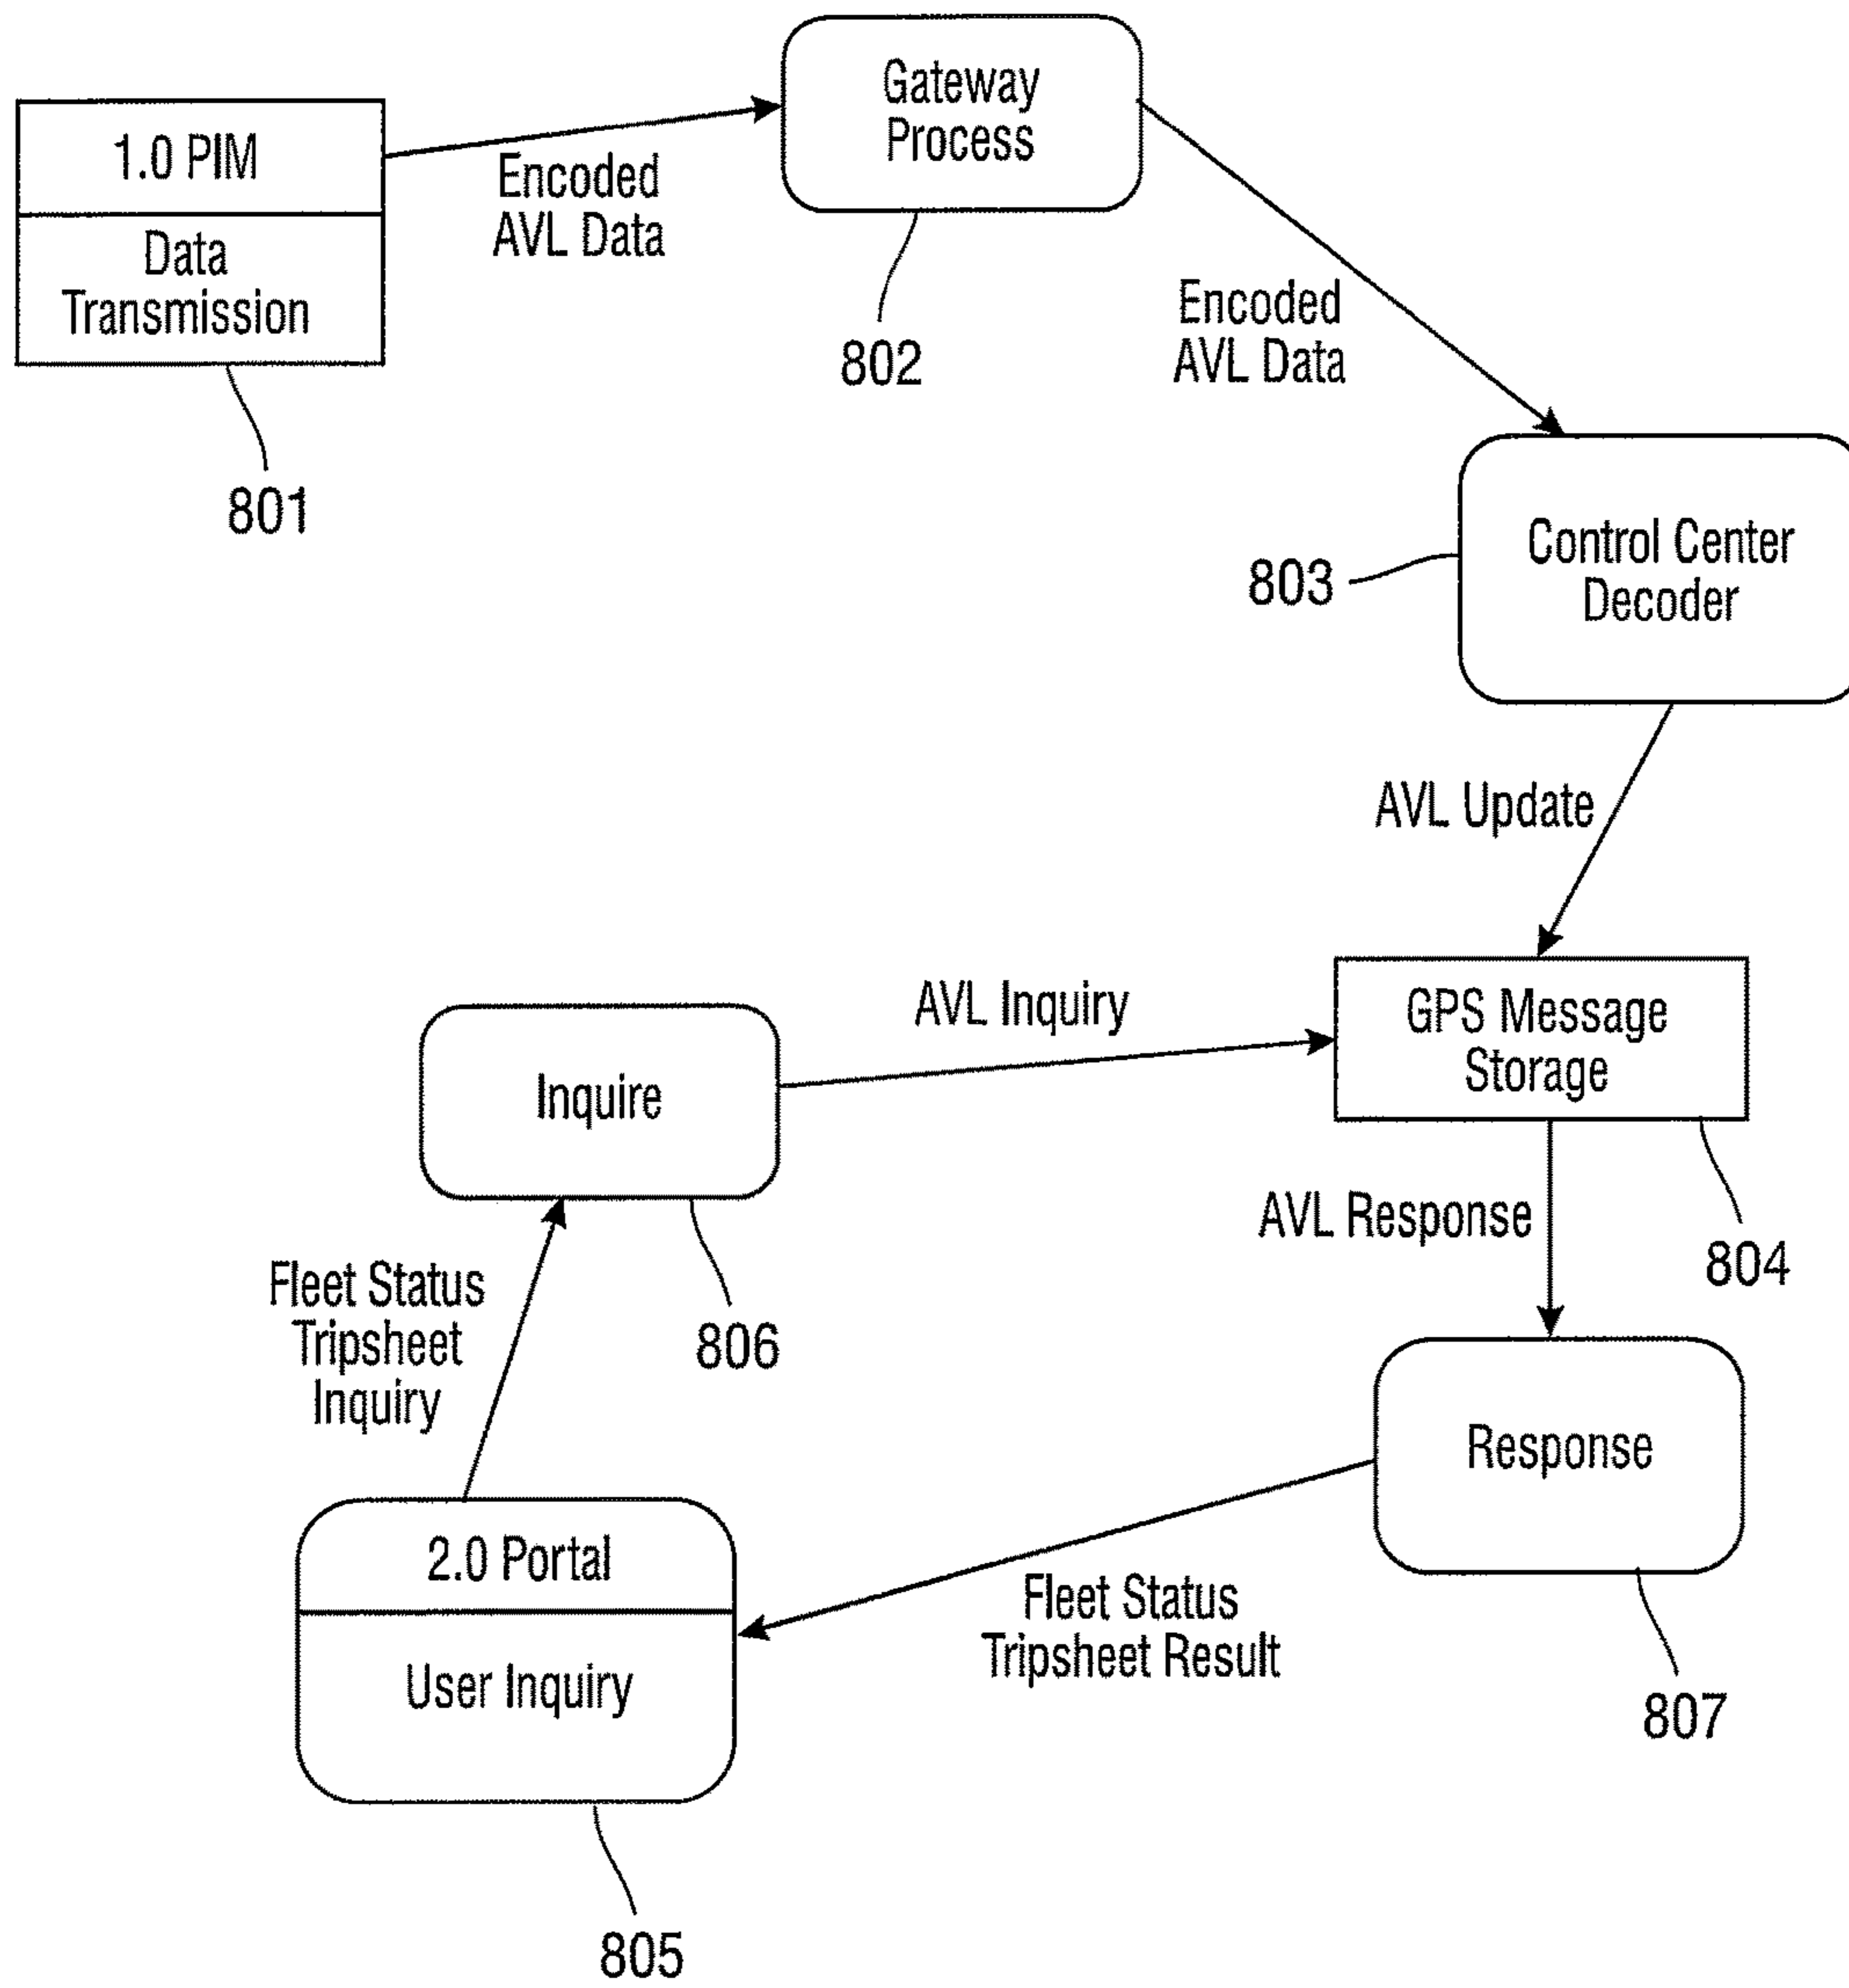 Gateway
Process
1.0 PIM
Data
Transmission
Encoded
AVL Data
802
801
Encoded
AVL Data
Control Center
Decoder
803
AVL Update
GPS Message
Storage
AVL Inquiry
Inquire
AVL Response
804
Fleet Status
Tripsheet
Inquiry
806
Response
2.0 Portal
User Inquiry
Fleet Status
Tripsheet Result
807
805